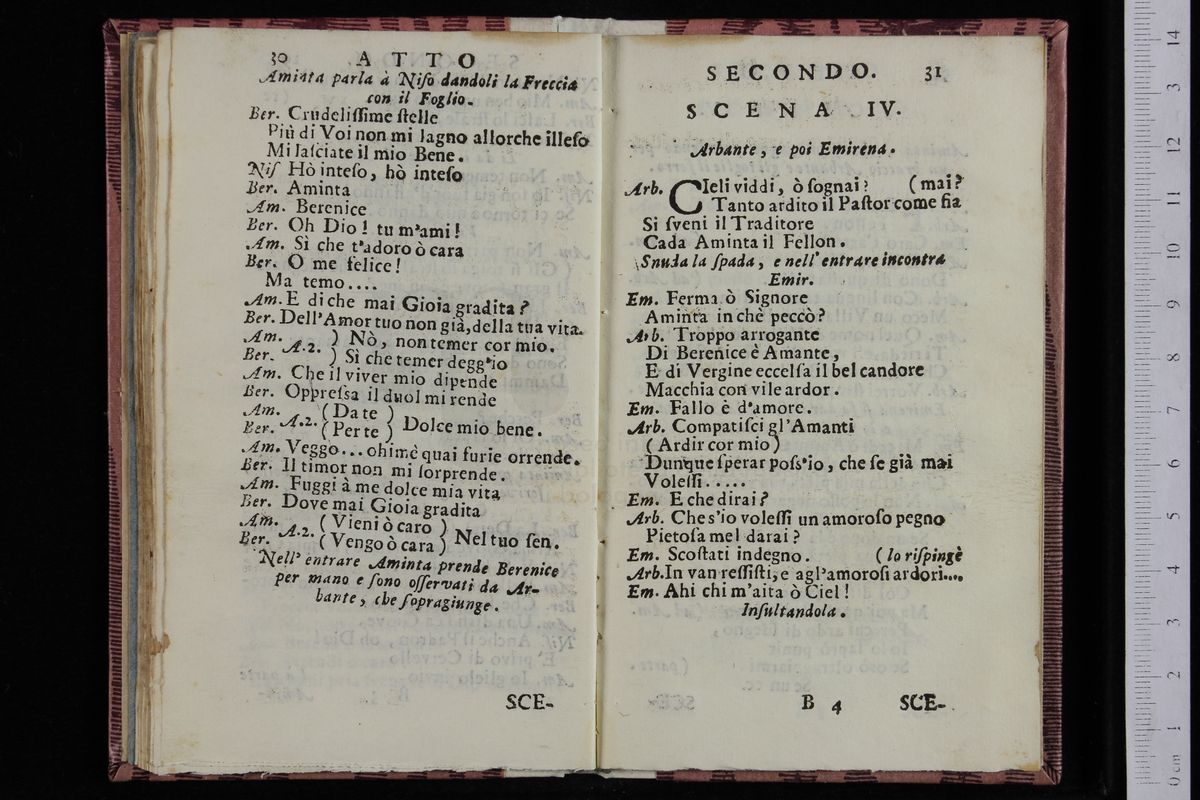 30 ATTO
Aminta parla à Niſo dandoli la Freccia
con il Foglio.
Ber. Crudeliſſime ſtelle
Più di Voi non mi lagno allorche illeſo
Mi laſciate il mio Bene.
Niſ Hò inteſo, hò inteſo
Ber. Aminta
Am. Berenice
Ber. Oh Dio! tu m'ami!
Am. Sì che t'adoro ò cara
Ber. O me felice!
Ma temo....
Am. E di che mai Gioia gradita?
Ber. Dell'Amor tuo non già, della tua vita.
Am. A.2. ) Nò, non temer cor mio.
Ber. ) Sì che temer degg'io
Am. Che il viver mio dipende
Ber. Oppreſsa il duol mi rende
Am. A.2. ( Da te ) Dolce mio bene.
Ber. ( Per te )
Am. Veggo... ohimè quai furie orrende.
Ber. Il timor non mi ſorprende.
Am. Fuggi à me dolce mia vita
Ber. Dove mai Gioia gradita
Am. A.2. ( Vieni ò caro ) Nel tuo ſen.
Ber. ( Vengo ò cara )
Nell' entrare Aminta prende Berenice
per mano e ſono oſſervati da Ar-
bante, che ſopragiunge.
SCE-
SECONDO. 31
SCENA IV.
Arbante, e poi Emirena.
Arb. CIeli viddi, ò ſognai? (mai?
Tanto ardito il Paſtor come fia
Si ſveni il Traditore
Cada Aminta il Fellon.
Snuda la ſpada, e nell' entrare incontra
Emir.
Em. Ferma ò Signore
Aminta in chè peccò?
Arb. Troppo arrogante
Di Berenice è Amante,
E di Vergine eccelſa il bel candore
Macchia con vile ardor.
Em. Fallo è d'amore.
Arb. Compatiſci gl'Amanti
(Ardir cor mio)
Dunque ſperar poſs'io, che ſe già mai
Voleſſi.....
Em. E che dirai?
Arb. Che s'io voleſſi un amoroſo pegno
Pietoſa mel darai?
Em. Scoſtati indegno. (lo riſpingè
Arb. In van reſſiſti, e agl'amoroſi ardori....
Em. Ahi chi m'aita ò Ciel!
Inſultandola.
B 4 SCE-